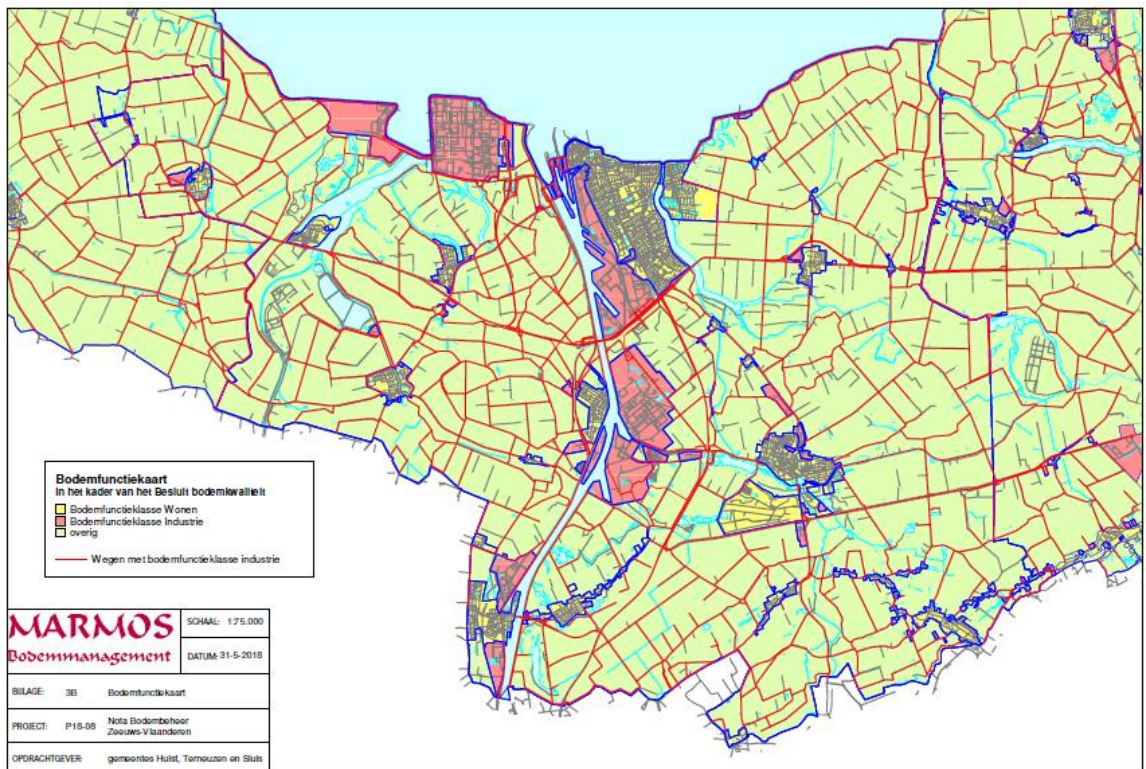 Bodemfunctiekaart
In het kader van het Besluit bodemkwaliteit
Bodemfunctieklasse Wonen
Bodemfunctieklasse Industrie
overig
Wegen met bodemfunctieklasse industrie
MARMOS
Bodemmanagement
SCHAAL: 1:75.000
DATUM: 31-5-2018
BIJLAGE: 3B Bodemfunctiekaart
PROJECT: P18-08 Nota Bodembeheer
Zeeuws-Vlaanderen
OPDRACHTGEVER: gemeentes Hulst, Terneuzen en Sluis